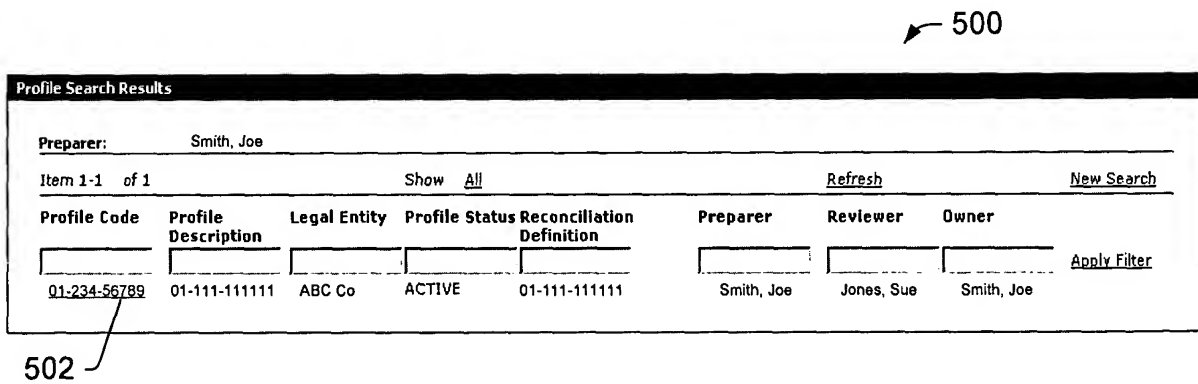 500
Profile Search Results
Preparer: Smith, Joe
Item 1-1 of 1 Show All Refresh New Search
Profile Code Profile Description Legal Entity Profile Status Reconciliation Definition Preparer Reviewer Owner
Apply Filter
01-234-56789 01-111-111111 ABC Co ACTIVE 01-111-111111 Smith, Joe Jones, Sue Smith, Joe
502